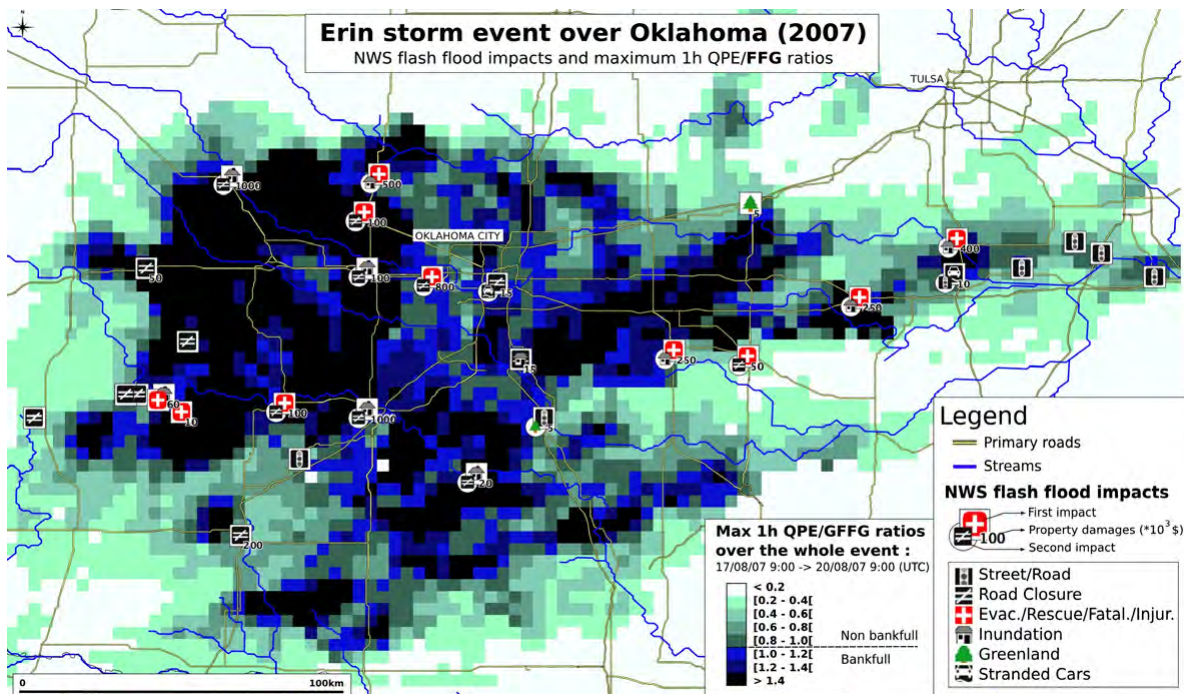 Erin storm event over Oklahoma (2007)
NWS flash flood impacts and maximum 1h QPE/FFG ratios
TULSA
1000
500
5
100
OKLAHOMA CITY
400
50
100
800
15
10
250
15
250
50
60
10
100
1000
5
20
200
Legend
Primary roads
Streams
NWS flash flood impacts
First impact
Property damages (*10³$)
100
Second impact
Street/Road
Road Closure
Evac./Rescue/Fatal./Injur.
Inundation
Greenland
Stranded Cars
Max 1h QPE/GFFG ratios
over the whole event :
17/08/07 9:00 -> 20/08/07 9:00 (UTC)
< 0.2
[0.2 - 0.4[
[0.4 - 0.6[
[0.6 - 0.8[
[0.8 - 1.0[ Non bankfull
[1.0 - 1.2[
[1.2 - 1.4[ Bankfull
> 1.4
0 100km